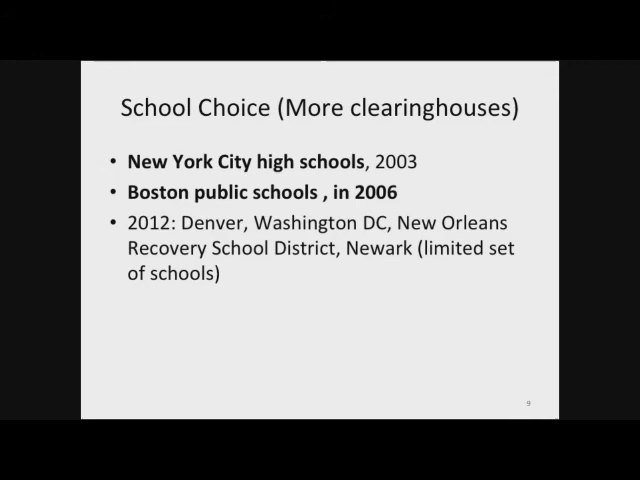 School Choice (More clearinghouses)
• New York City high schools, 2003
• Boston public schools , in 2006
• 2012: Denver, Washington DC, New Orleans
Recovery School District, Newark (limited set
of schools)
9